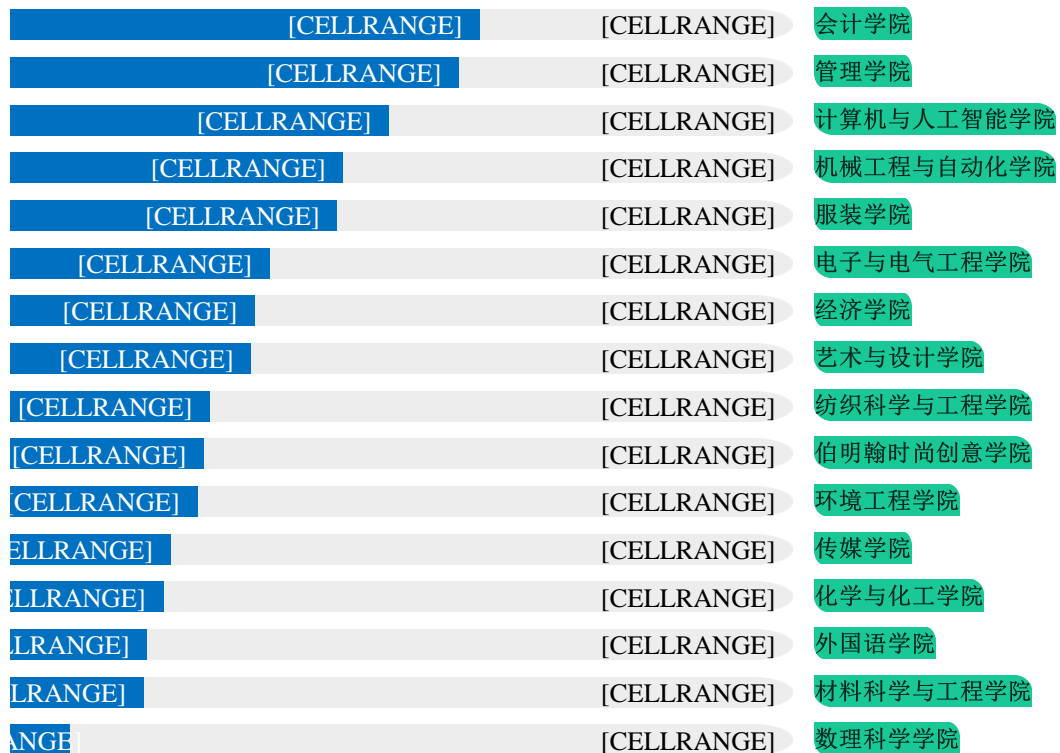 [CELLRANGE] [CELLRANGE] 会计学院
[CELLRANGE] [CELLRANGE] 管理学院
[CELLRANGE] [CELLRANGE] 计算机与人工智能学院
[CELLRANGE] [CELLRANGE] 机械工程与自动化学院
[CELLRANGE] [CELLRANGE] 服装学院
[CELLRANGE] [CELLRANGE] 电子与电气工程学院
[CELLRANGE] [CELLRANGE] 经济学院
[CELLRANGE] [CELLRANGE] 艺术与设计学院
[CELLRANGE] [CELLRANGE] 纺织科学与工程学院
[CELLRANGE] [CELLRANGE] 伯明翰时尚创意学院
CELLRANGE] [CELLRANGE] 环境工程学院
ELLRANGE] [CELLRANGE] 传媒学院
ELLRANGE] [CELLRANGE] 化学与化工学院
LRANGE] [CELLRANGE] 外国语学院
LRANGE] [CELLRANGE] 材料科学与工程学院
ANGE] [CELLRANGE] 数理科学学院